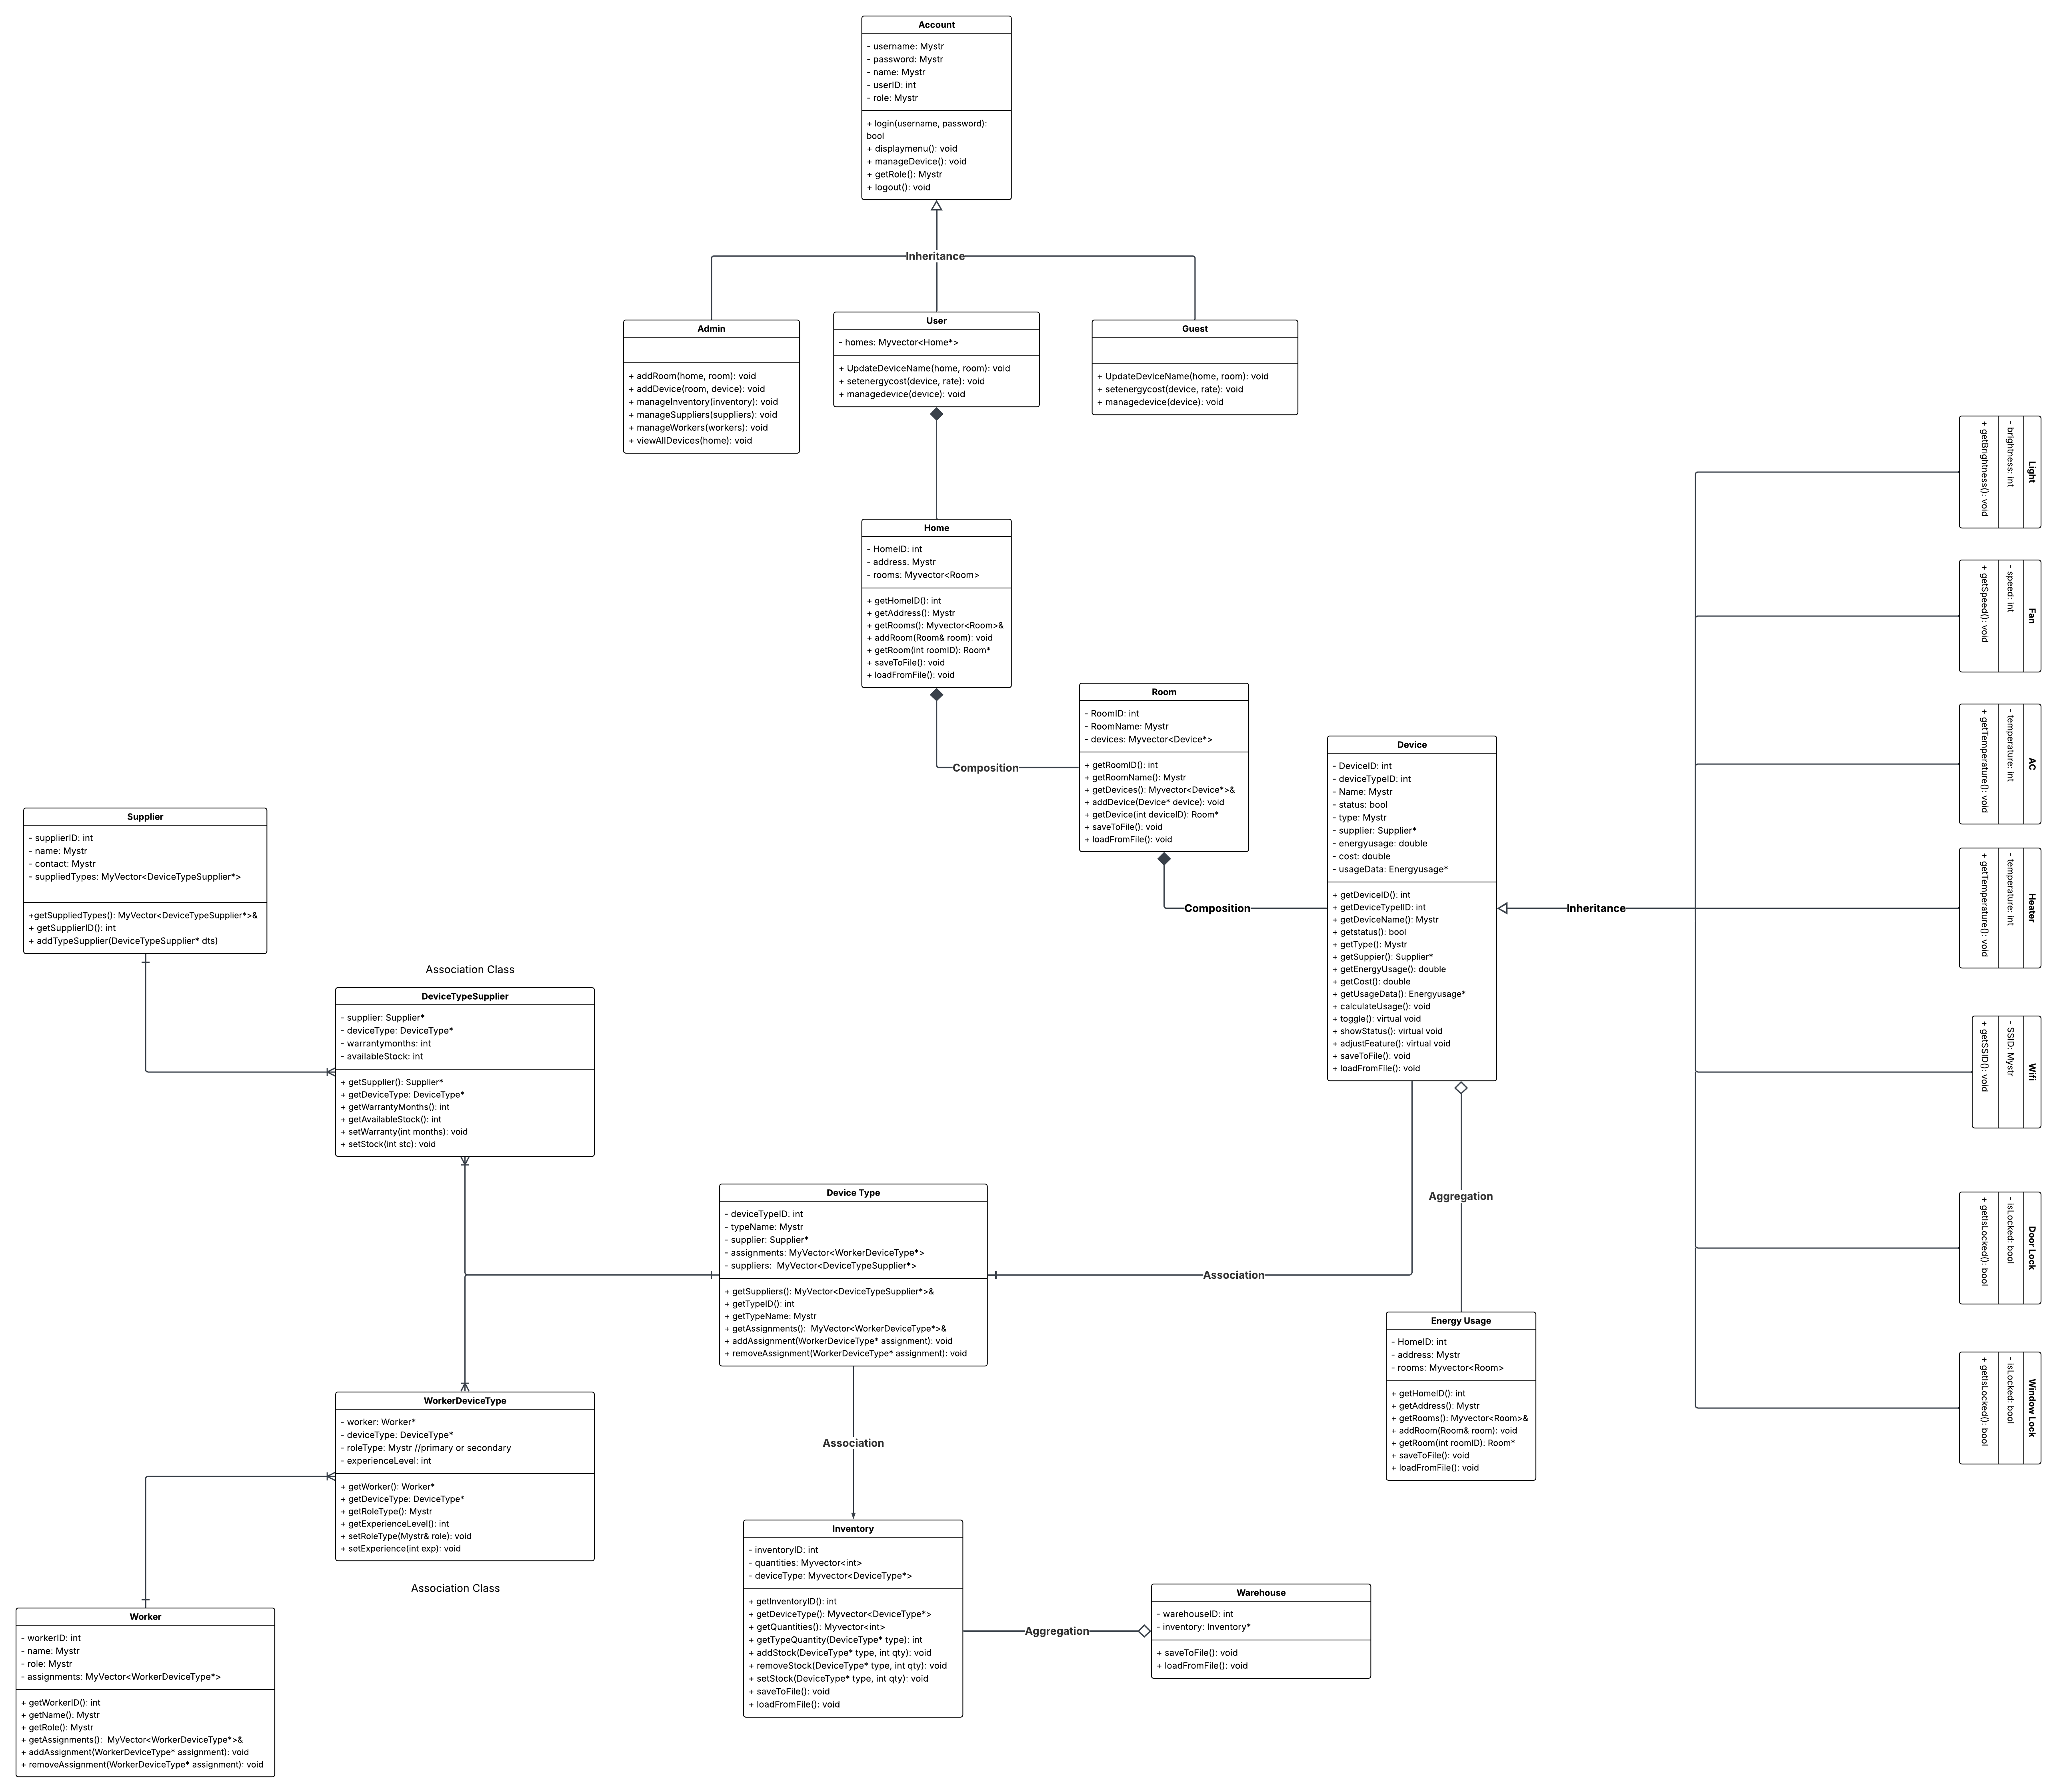 Account
- username: Mystr
- password: Mystr
- name: Mystr
- userID: int
- role: Mystr
+ login(username, password):
bool
+ displaymenu(): void
+ manageDevice(): void
+ getRole(): Mystr
+ logout(): void
Inheritance
Admin
+ addRoom(home, room): void
+ addDevice(room, device): void
+ manageInventory(inventory): void
+ manageSuppliers(suppliers): void
+ manageWorkers(workers): void
+ viewAllDevices(home): void
User
- homes: Myvector<Home*>
+ UpdateDeviceName(home, room): void
+ setenergycost(device, rate): void
+ managedevice(device): void
Guest
+ UpdateDeviceName(home, room): void
+ setenergycost(device, rate): void
+ managedevice(device): void
Home
- HomeID: int
- address: Mystr
- rooms: Myvector<Room>
+ getHomeID(): int
+ getAddress(): Mystr
+ getRooms(): Myvector<Room>&
+ addRoom(Room& room): void
+ getRoom(int roomID): Room*
+ saveToFile(): void
+ loadFromFile(): void
Composition
Room
- RoomID: int
- RoomName: Mystr
- devices: Myvector<Device*>
+ getRoomID(): int
+ getRoomName(): Mystr
+ getDevices(): Myvector<Device*>&
+ addDevice(Device* device): void
+ getDevice(int deviceID): Room*
+ saveToFile(): void
+ loadFromFile(): void
Composition
Device
- DeviceID: int
- deviceTypeID: int
- Name: Mystr
- status: bool
- type: Mystr
- supplier: Supplier*
- energyusage: double
- cost: double
- usageData: Energyusage*
+ getDeviceID(): int
+ getDeviceTypeIID: int
+ getDeviceName(): Mystr
+ getstatus(): bool
+ getType(): Mystr
+ getSuppier(): Supplier*
+ getEnergyUsage(): double
+ getCost(): double
+ getUsageData(): Energyusage*
+ calculateUsage(): void
+ toggle(): virtual void
+ showStatus(): virtual void
+ adjustFeature(): virtual void
+ saveToFile(): void
+ loadFromFile(): void
Inheritance
Light
- brightness: int
+ getBrightness(): void
Fan
- speed: int
+ getSpeed(): void
AC
- temperature: int
+ getTemperature(): void
Heater
- temperature: int
+ getTemperature(): void
Wifi
- SSID: Mystr
+ getSSID(): void
Door Lock
- isLocked: bool
+ getIsLocked(): bool
Window Lock
- isLocked: bool
+ getIsLocked(): bool
Supplier
- supplierID: int
- name: Mystr
- contact: Mystr
- suppliedTypes: MyVector<DeviceTypeSupplier*>
+getSuppliedTypes(): MyVector<DeviceTypeSupplier*>&
+ getSupplierID(): int
+ addTypeSupplier(DeviceTypeSupplier* dts)
Association Class
DeviceTypeSupplier
- supplier: Supplier*
- deviceType: DeviceType*
- warrantymonths: int
- availableStock: int
+ getSupplier(): Supplier*
+ getDeviceType: DeviceType*
+ getWarrantyMonths(): int
+ getAvailableStock(): int
+ setWarranty(int months): void
+ setStock(int stc): void
Device Type
- deviceTypeID: int
- typeName: Mystr
- supplier: Supplier*
- assignments: MyVector<WorkerDeviceType*>
- suppliers: MyVector<DeviceTypeSupplier*>
+ getSuppliers(): MyVector<DeviceTypeSupplier*>&
+ getTypeID(): int
+ getTypeName: Mystr
+ getAssignments(): MyVector<WorkerDeviceType*>&
+ addAssignment(WorkerDeviceType* assignment): void
+ removeAssignment(WorkerDeviceType* assignment): void
Association
Aggregation
Energy Usage
- HomeID: int
- address: Mystr
- rooms: Myvector<Room>
+ getHomeID(): int
+ getAddress(): Mystr
+ getRooms(): Myvector<Room>&
+ addRoom(Room& room): void
+ getRoom(int roomID): Room*
+ saveToFile(): void
+ loadFromFile(): void
WorkerDeviceType
- worker: Worker*
- deviceType: DeviceType*
- roleType: Mystr //primary or secondary
- experienceLevel: int
+ getWorker(): Worker*
+ getDeviceType: DeviceType*
+ getRoleType(): Mystr
+ getExperienceLevel(): int
+ setRoleType(Mystr& role): void
+ setExperience(int exp): void
Association Class
Association
Inventory
- inventoryID: int
- quantities: Myvector<int>
- deviceType: Myvector<DeviceType*>
+ getInventoryID(): int
+ getDeviceType(): Myvector<DeviceType*>
+ getQuantities(): Myvector<int>
+ getTypeQuantity(DeviceType* type): int
+ addStock(DeviceType* type, int qty): void
+ removeStock(DeviceType* type, int qty): void
+ setStock(DeviceType* type, int qty): void
+ saveToFile(): void
+ loadFromFile(): void
Aggregation
Warehouse
- warehouseID: int
- inventory: Inventory*
+ saveToFile(): void
+ loadFromFile(): void
Worker
- workerID: int
- name: Mystr
- role: Mystr
- assignments: MyVector<WorkerDeviceType*>
+ getWorkerID(): int
+ getName(): Mystr
+ getRole(): Mystr
+ getAssignments(): MyVector<WorkerDeviceType*>&
+ addAssignment(WorkerDeviceType* assignment): void
+ removeAssignment(WorkerDeviceType* assignment): void